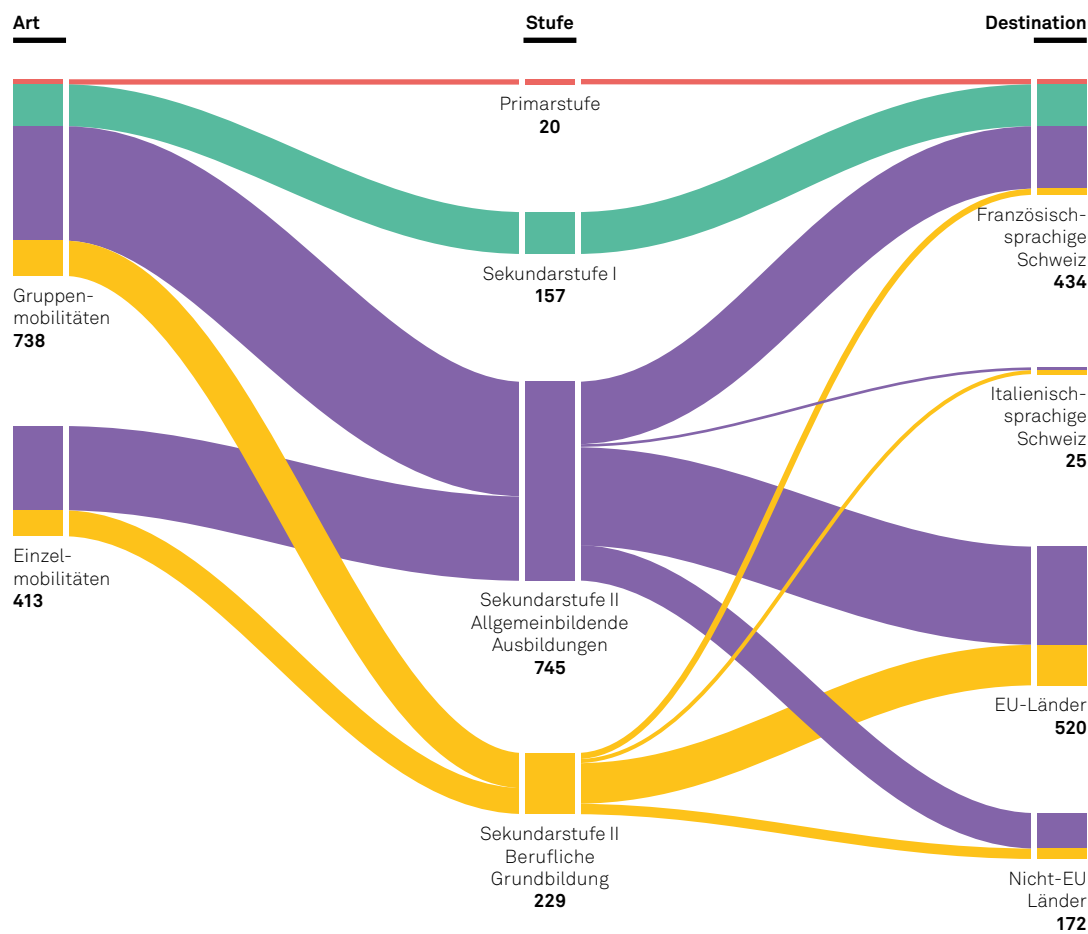 Art
Stufe
Destination
Primarstufe
20
Sekundarstufe I
157
Französisch-
sprachige
Schweiz
434
Gruppen-
mobilitäten
738
Italienisch-
sprachige
Schweiz
25
Einzel-
mobilitäten
413
Sekundarstufe II
Allgemeinbildende
Ausbildungen
745
EU-Länder
520
Sekundarstufe II
Berufliche
Grundbildung
229
Nicht-EU
Länder
172